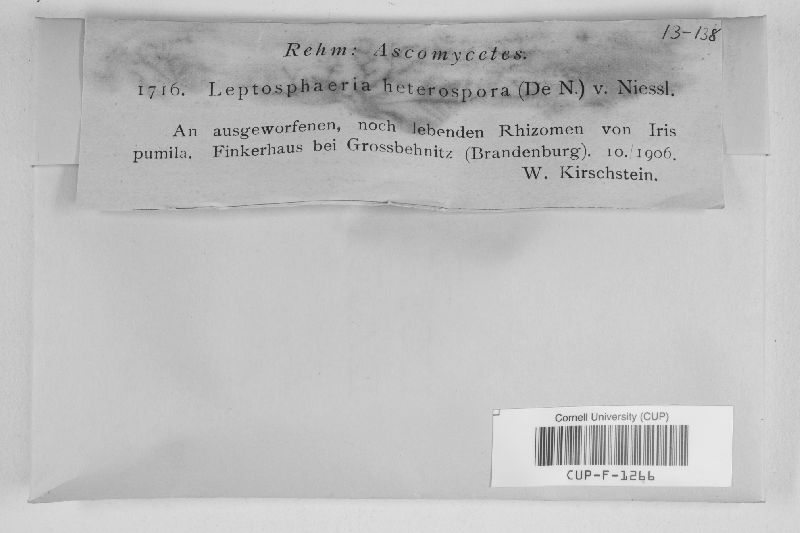 13-138
Rehm: Ascomycetes.
1716. Leptosphaeria heterospora (De N.) v. Niessl.
An ausgeworfenen, noch lebenden Rhizomen von Iris
pumila. Finkerhaus bei Grossbehnitz (Brandenburg). 10. 1906.
W. Kirschstein.
Cornell University (CUP)
CUP-F-1266